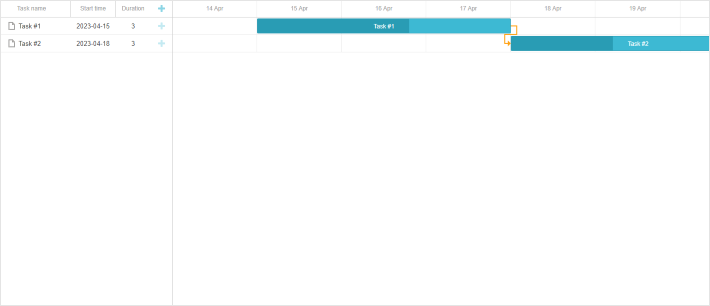 Task name Start time Duration 14 Apr 15 Apr 16 Apr 17 Apr 18 Apr 19 Apr
Task #1 2023-04-15 3 Task #1
Task #2 2023-04-18 3 Task #2